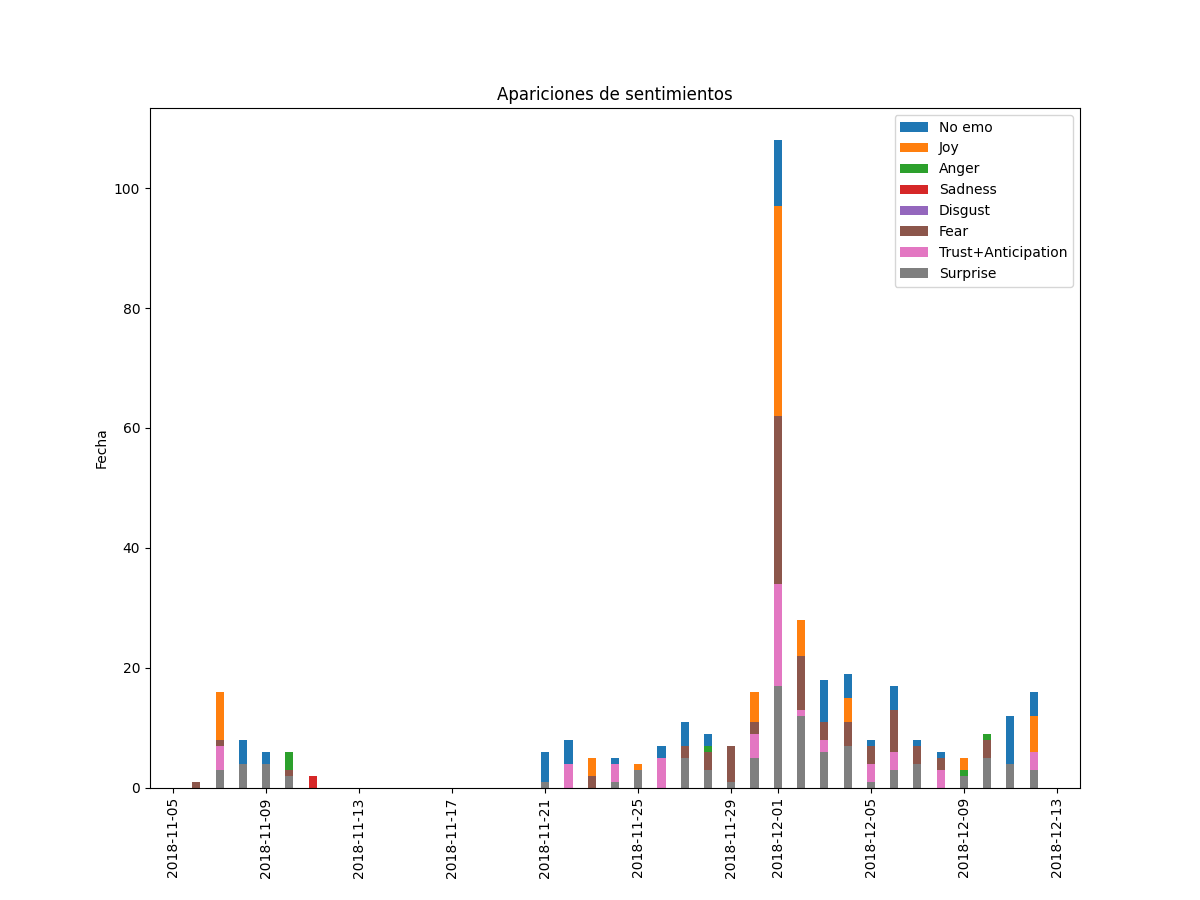 Apariciones de sentimientos
No emo
Joy
Anger
Sadness
Disgust
Fear
Trust+Anticipation
Surprise
Fecha
100
80
60
40
20
0
2018-11-05
2018-11-09
2018-11-13
2018-11-17
2018-11-21
2018-11-25
2018-11-29
2018-12-01
2018-12-05
2018-12-09
2018-12-13